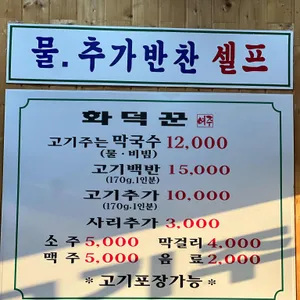 물.추가반찬 셀프
화덕꾼 여주
고기주는 막국수 12,000
(물·비빔)
고기백반 15,000
(170g.1인분)
고기추가 10,000
(170g.1인분)
사리추가 3,000
소주 5,000 막걸리 4,000
맥주 5,000 음료 2,000
* 고기포장가능 *